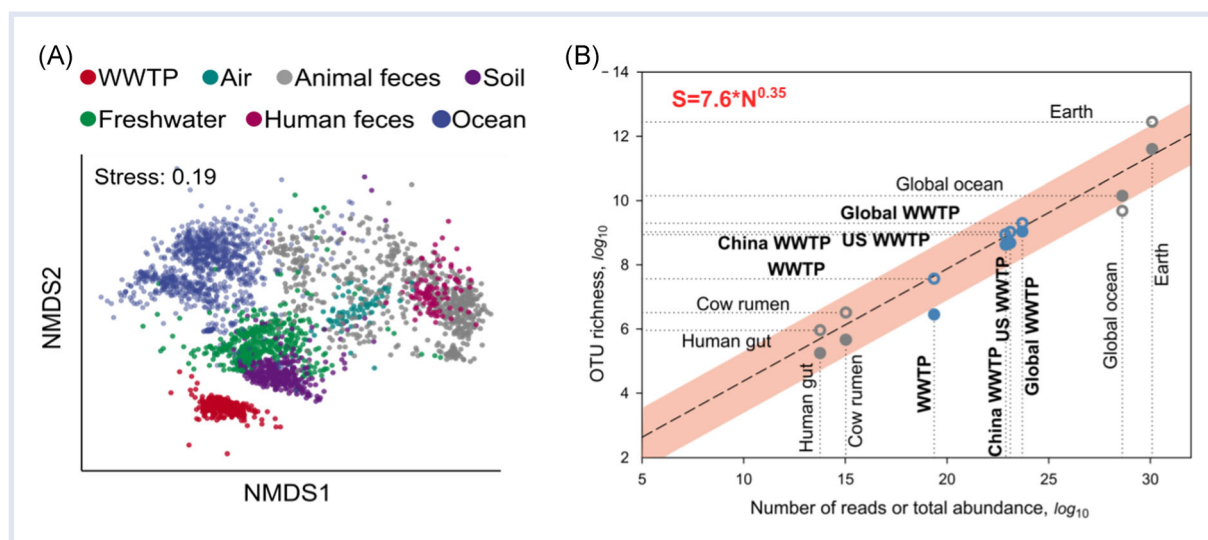 (A)
WWTP Air Animal feces Soil
Freshwater Human feces Ocean
Stress: 0.19
NMDS2
NMDS1
(B)
S=7.6*N^0.35
14
12
10
8
6
4
2
OTU richness, log10
Earth
Global ocean
Global WWTP
China WWTP US WWTP
WWTP
Cow rumen
Human gut
Human gut
Cow rumen
WWTP
China WWTP
US WWTP
Global WWTP
Global ocean
Earth
5 10 15 20 25 30
Number of reads or total abundance, log10